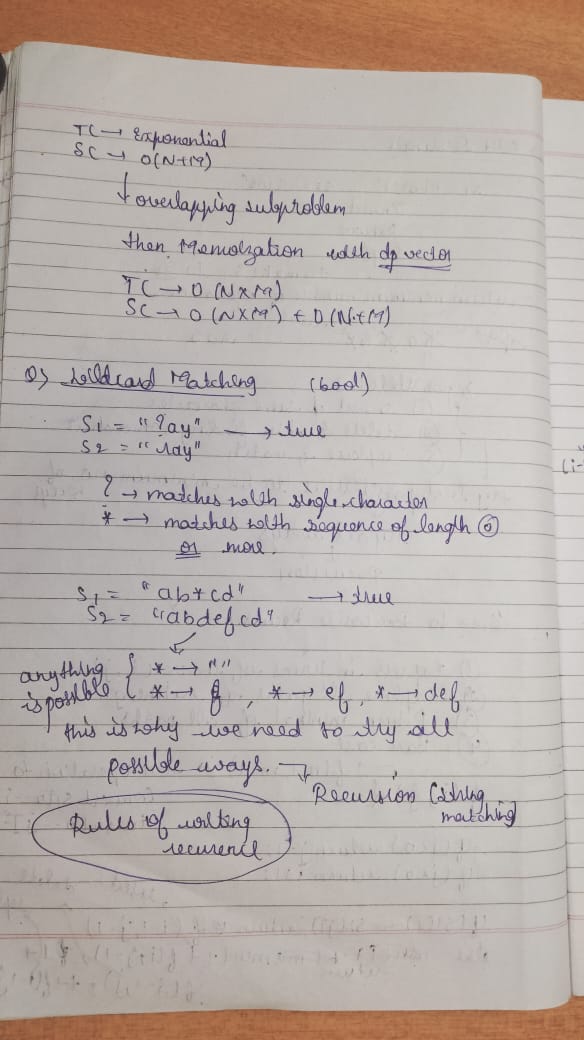 TC → Exponential
SC → O(N+M)
↓ overlapping subproblem
then Memoization with dp vector
TC → O(N×M)
SC → O(N×M) + O(N+M)
Q) Wildcard Matching (bool)
S1 = "?ay" → true
S2 = "ray"
? → matches with single character
* → matches with sequence of length 0
or more.
S1 = "ab*cd" → true
S2 = "abdefcd"
anything { * → ""
is possible { * → f, * → ef, * → def
this is why we need to try all
possible ways.
→ Recursion (string
matching)
Rules of writing
recurence
(i-